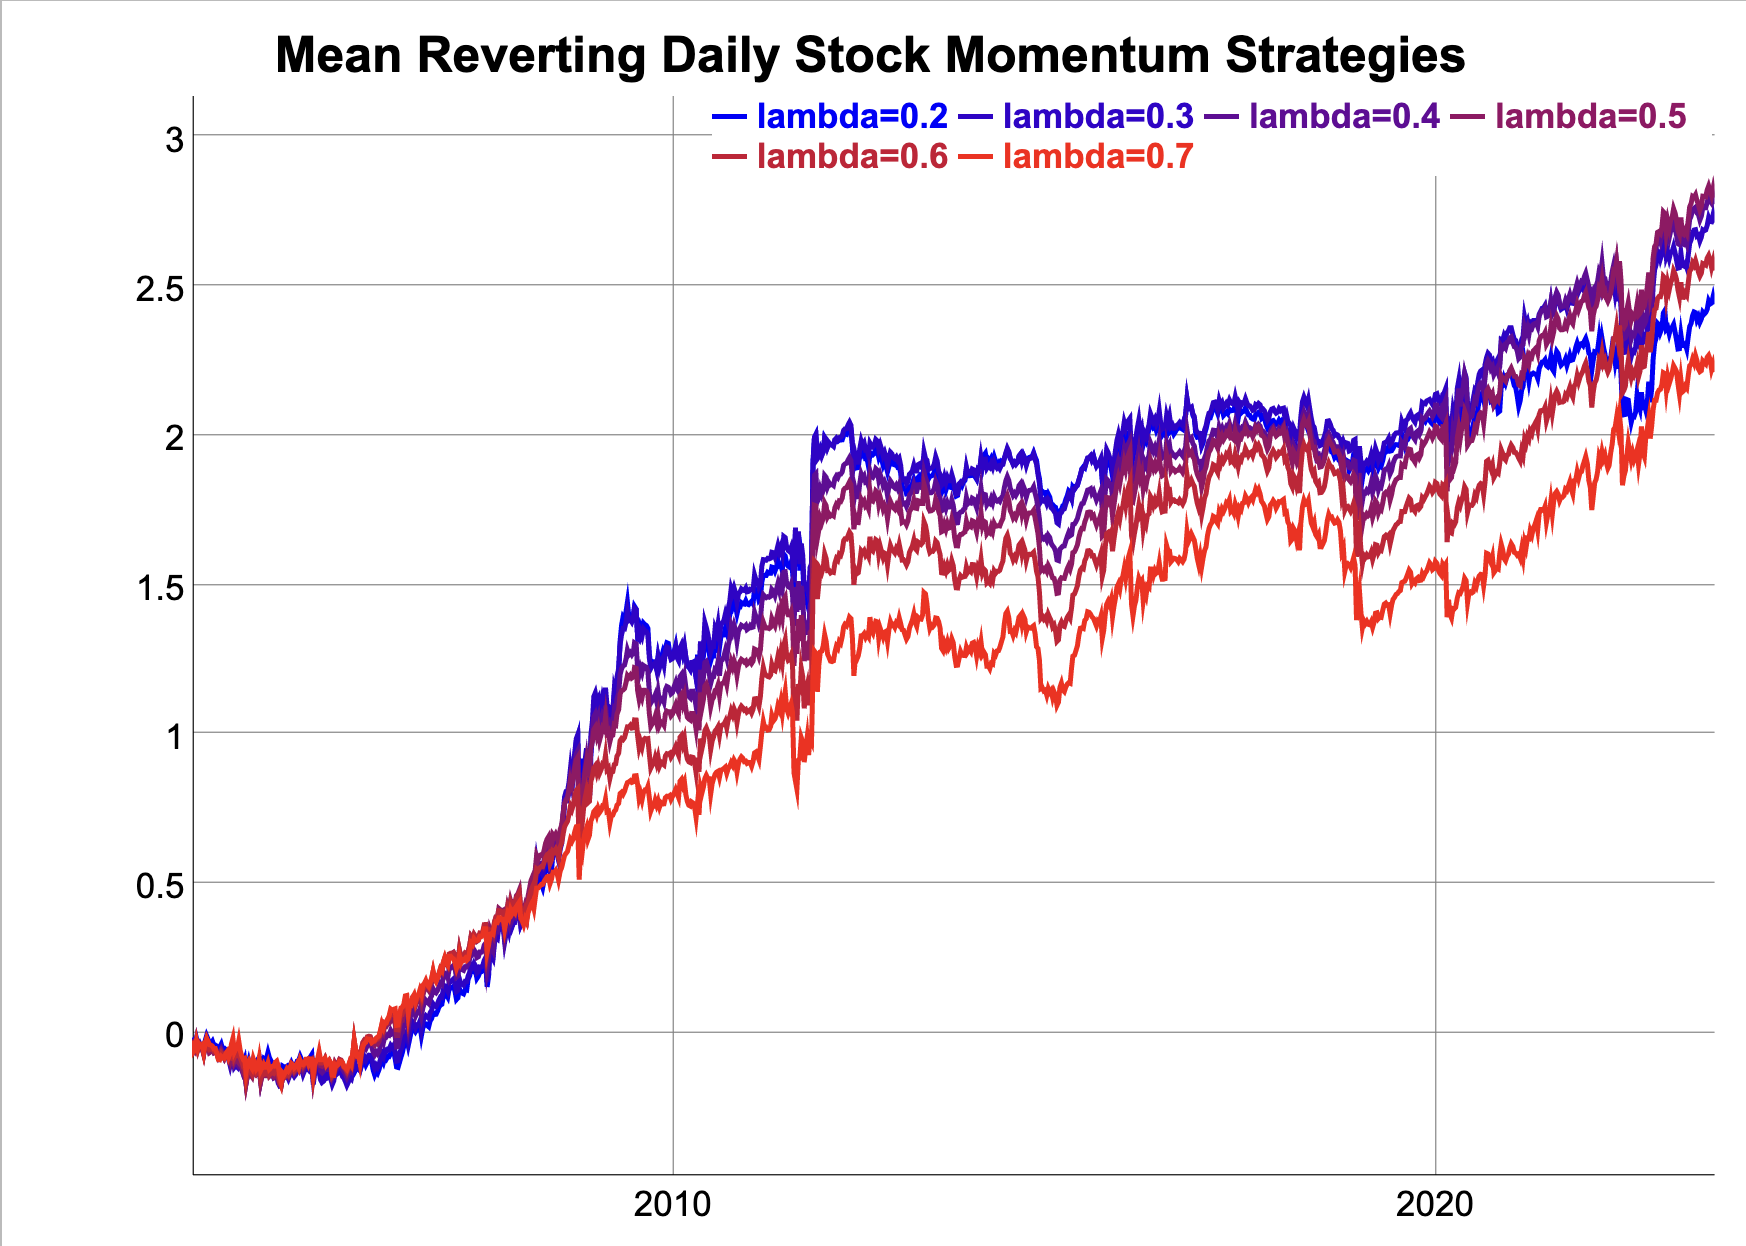 Mean Reverting Daily Stock Momentum Strategies
lambda=0.2 lambda=0.3 lambda=0.4 lambda=0.5
lambda=0.6 lambda=0.7
3
2.5
2
1.5
1
0.5
0
2010 2020